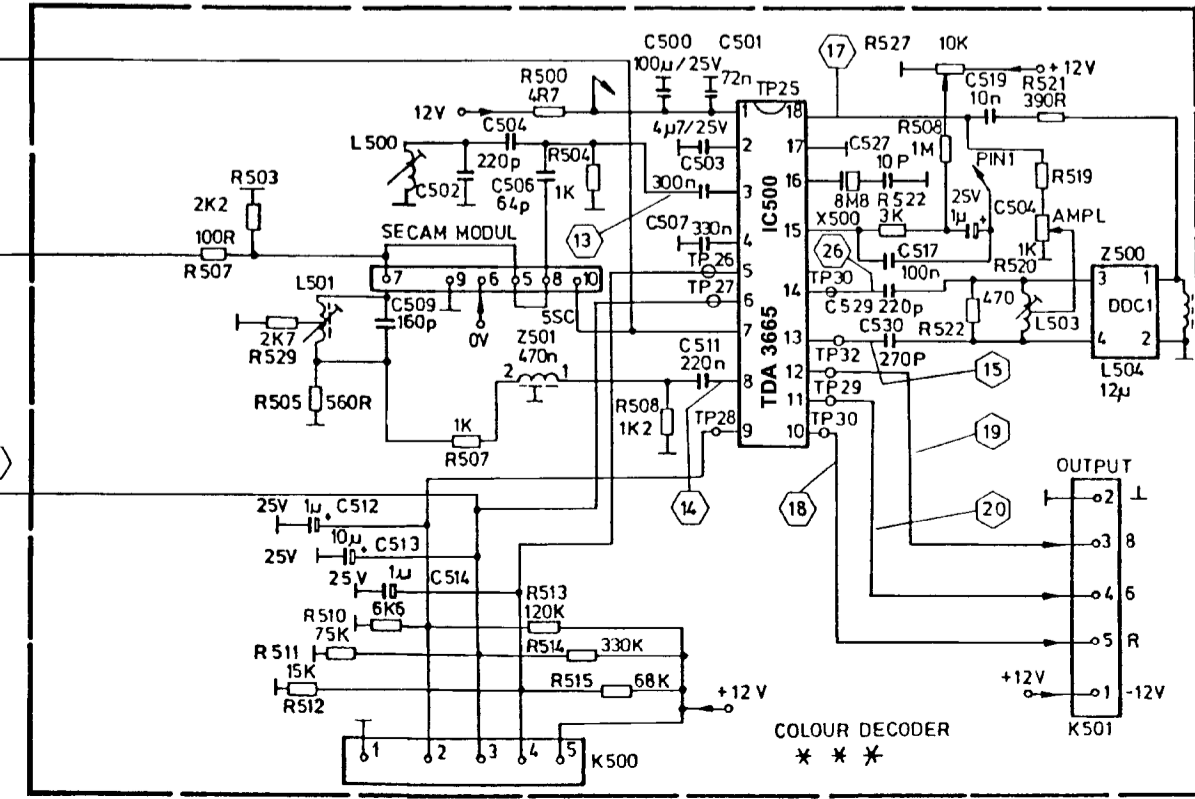 C500 C501
100µ/25V
72n
17
R527 10K
+12V
C519
10n
R521
390R
R500
4R7
12V
TP25
1
18
C504
220p
4µ7/25V
2
C503
17
C527
R508
1M
PIN1
L500
R504
C502
C506
64p
1K
300n
3
16
10P
8M8
R522
R519
R503
2K2
100R
R507
SECAM MODUL
13
C507
330n
4
IC500
15
X500
3K
25V
1µ
+
C504
AMPL
1K
R520
Z500
TP26
5
26
C517
100n
7 9 6 5 8 10
TP27
6
14
TP30
C529 220p
3 1
DDC1
L501
C509
160p
0V
5SC
7
470
R522
L503
2K7
R529
Z501
470n
C511
220n
TDA 3665
13
C530
270P
4 2
TP32
15
L504
12µ
2 1
8
12
TP29
R505
560R
R508
1K2
TP28
9
11
10
TP30
1K
R507
14
18
19
20
OUTPUT
2 ⊥
3 8
4 6
5 R
+12V
1 -12V
K501
25V
1µ
+
C512
10µ
+
25V
C513
25V
1µ
C514
R510
6K6
R513
120K
75K
R511
R514
330K
15K
R512
R515
68K
+12V
1 2 3 4 5
K500
COLOUR DECODER
* * *